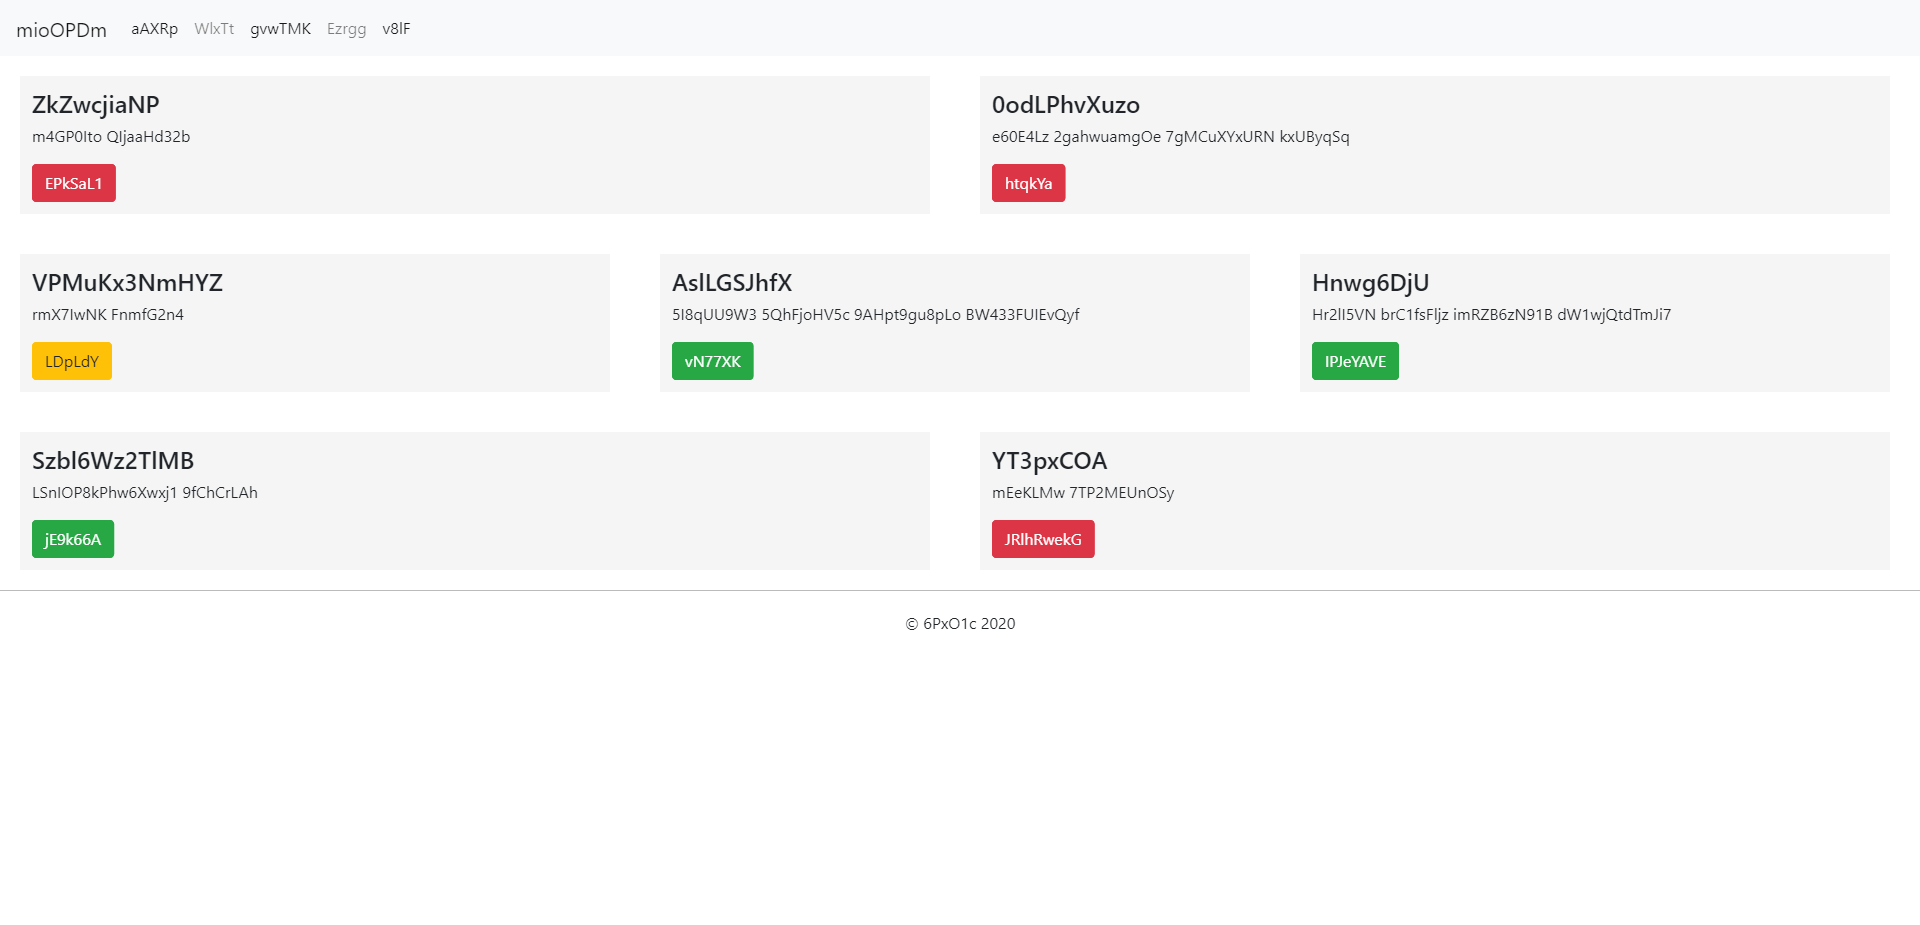 mioOPDm aAXRp WlxTt gvwTMK Ezrgg v8lF
ZkZwcjiaNP
m4GP0Ito QIjaaHd32b
EPkSaL1
0odLPhvXuzo
e60E4Lz 2gahwuamgOe 7gMCuXYxURN kxUByqSq
htqkYa
VPMuKx3NmHYZ
rmX7IwNK FnmfG2n4
LDpLdY
AslLGSJhfX
5I8qUU9W3 5QhFjoHV5c 9AHpt9gu8pLo BW433FUIEvQyf
vN77XK
Hnwg6DjU
Hr2lI5VN brC1fsFljz imRZB6zN91B dW1wjQtdTmJi7
IPJeYAVE
Szbl6Wz2TlMB
LSnIOP8kPhw6Xwxj1 9fChCrLAh
jE9k66A
YT3pxCOA
mEeKLMw 7TP2MEUnOSy
JRlhRwekG
© 6PxO1c 2020